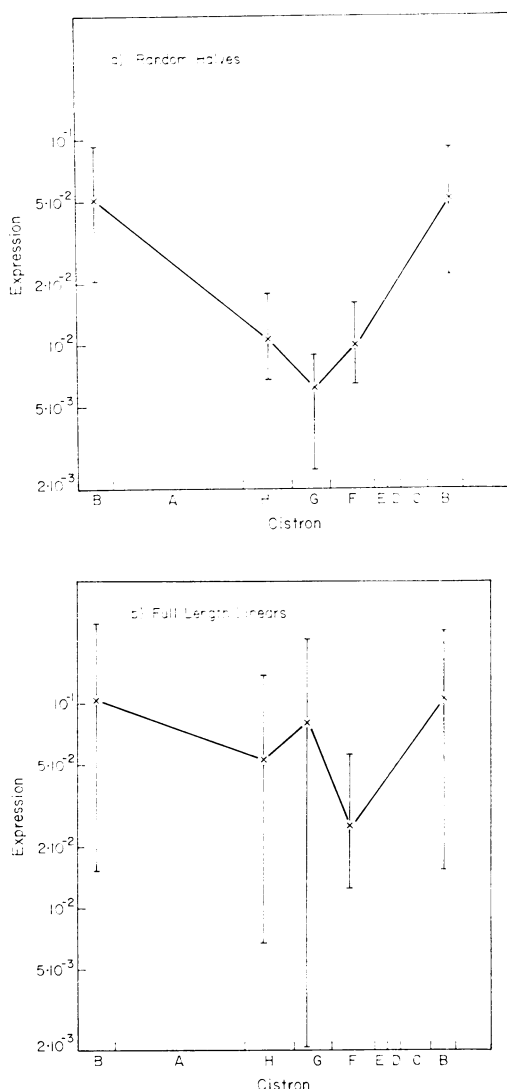 a) Random Halves
10⁻¹
5·10⁻²
2·10⁻²
10⁻²
5·10⁻³
2·10⁻³
Expression
B A H G F E D C B
Cistron
b) Full Length Linears
10⁻¹
5·10⁻²
2·10⁻²
10⁻²
5·10⁻³
2·10⁻³
Expression
B A H G F E D C B
Cistron